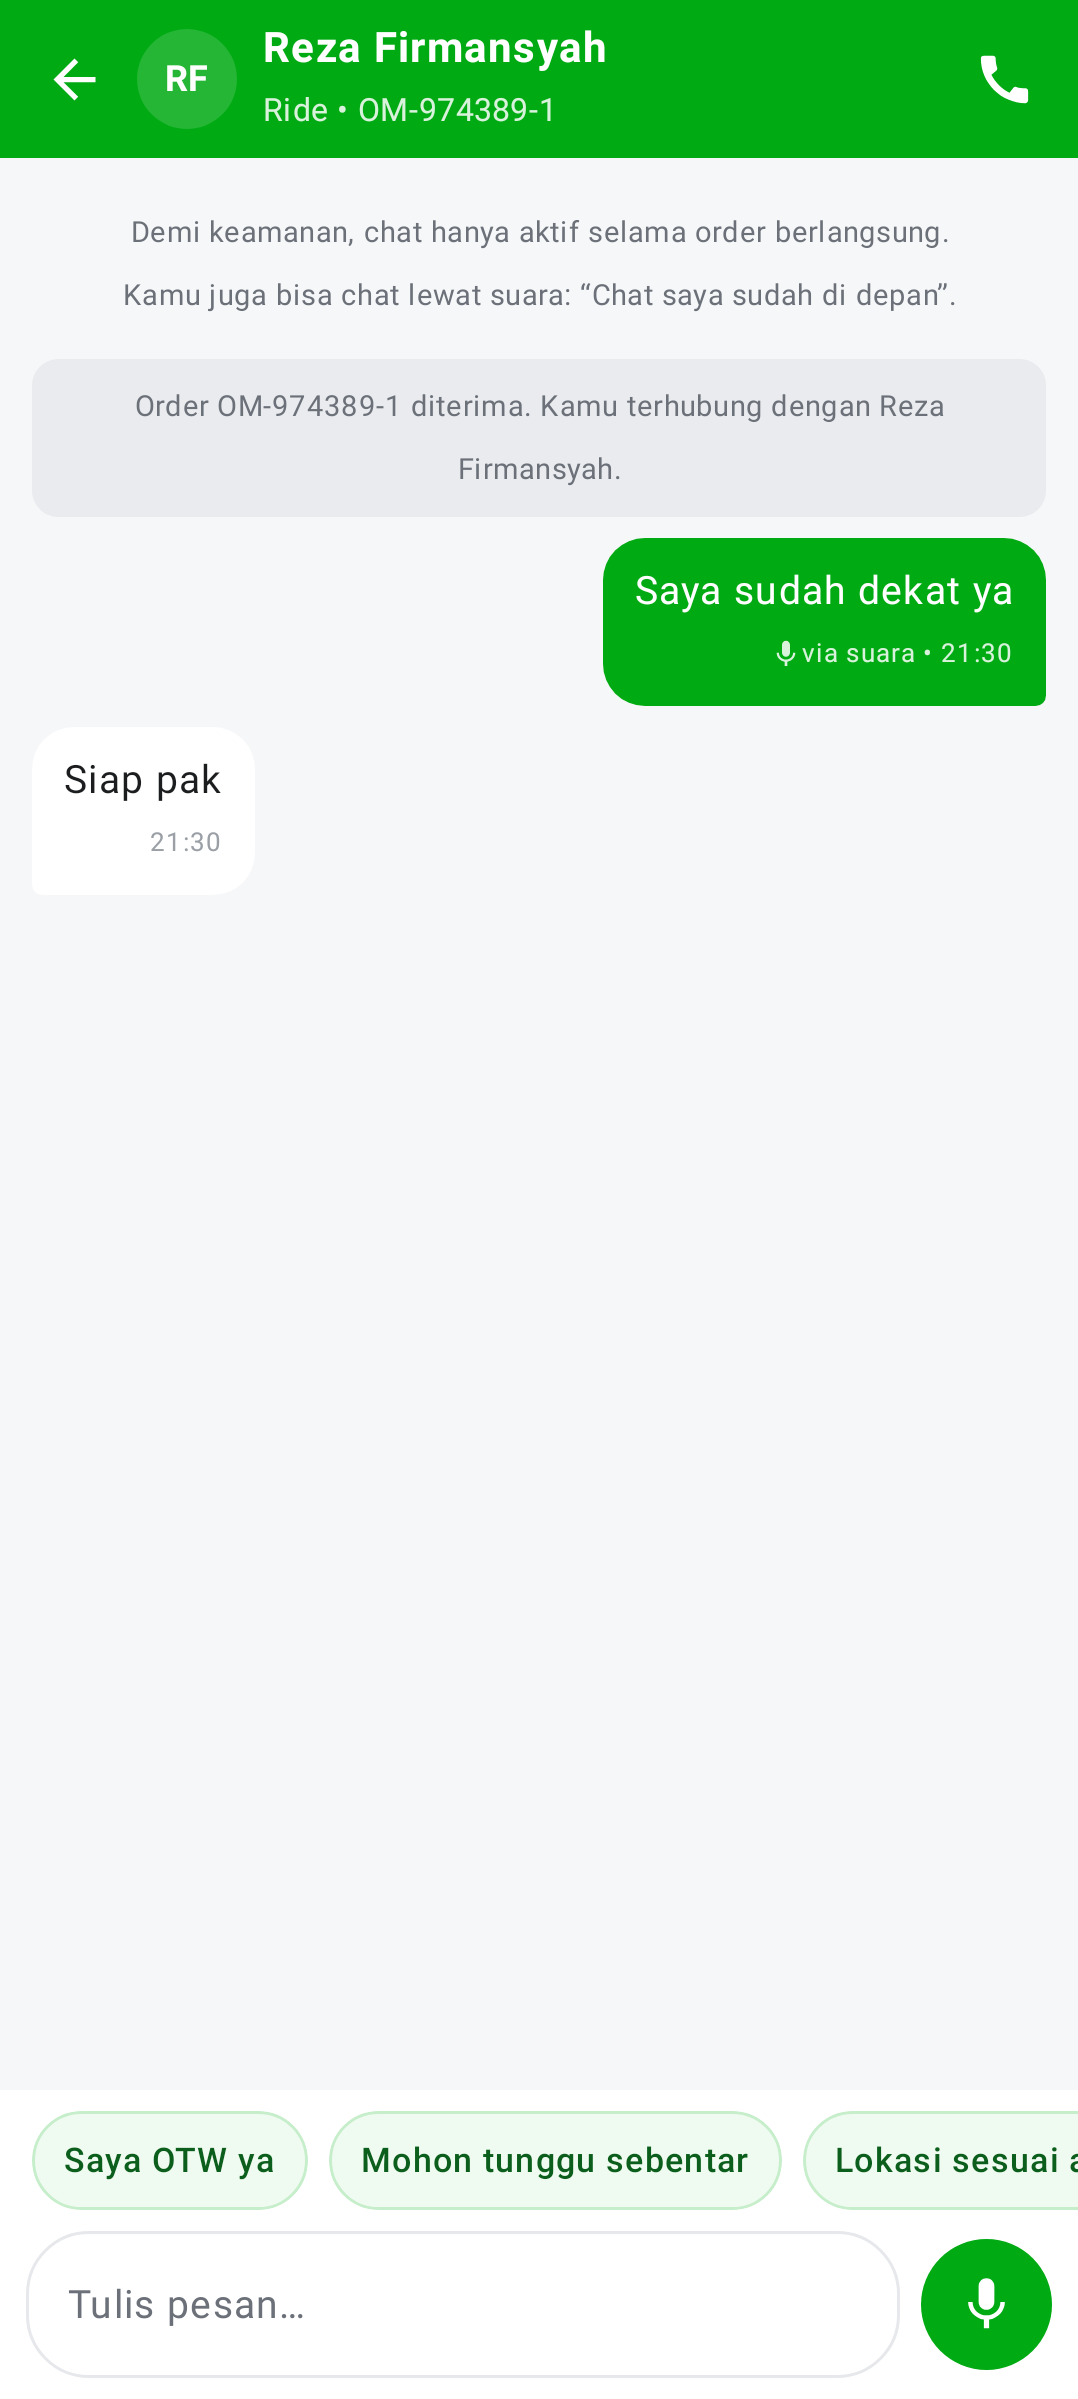 Reza Firmansyah
RF
Ride • OM-974389-1
Demi keamanan, chat hanya aktif selama order berlangsung.
Kamu juga bisa chat lewat suara: “Chat saya sudah di depan”.
Order OM-974389-1 diterima. Kamu terhubung dengan Reza
Firmansyah.
Saya sudah dekat ya
via suara • 21:30
Siap pak
21:30
Saya OTW ya
Mohon tunggu sebentar
Lokasi sesuai
Tulis pesan…